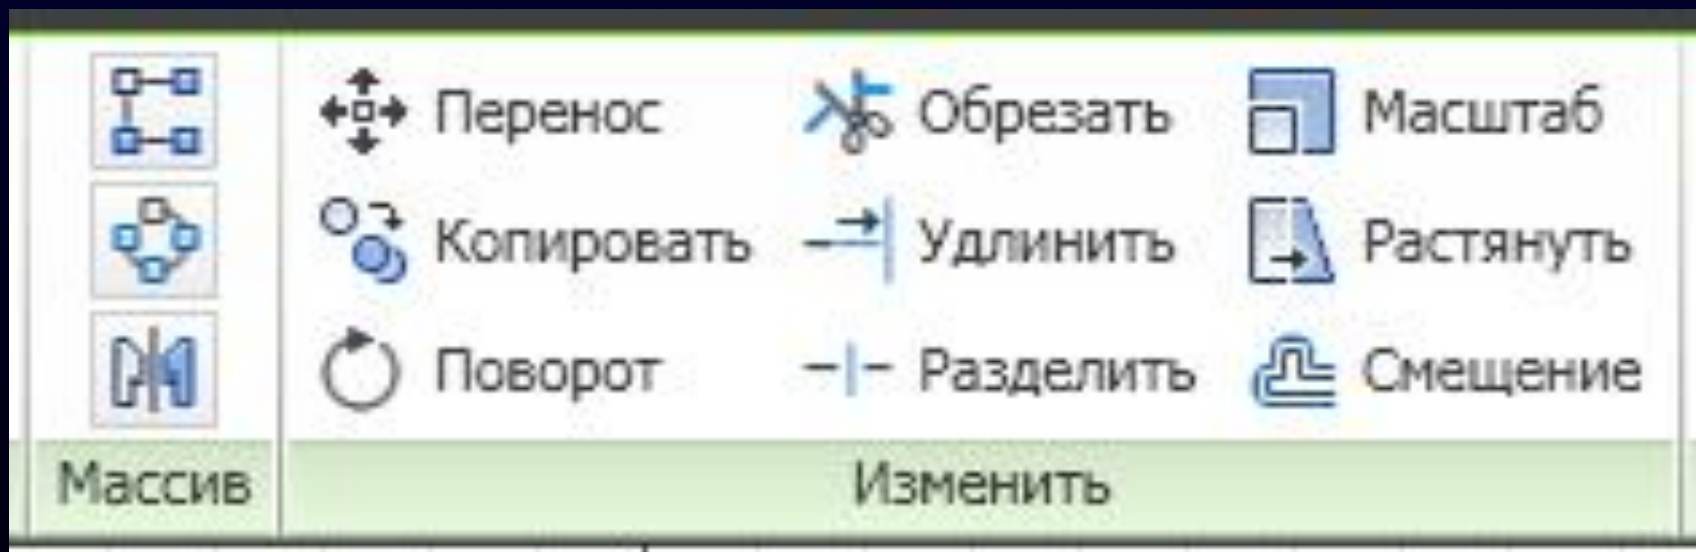 Перенос Обрезать Масштаб
Копировать Удлинить Растянуть
Поворот Разделить Смещение
Массив Изменить